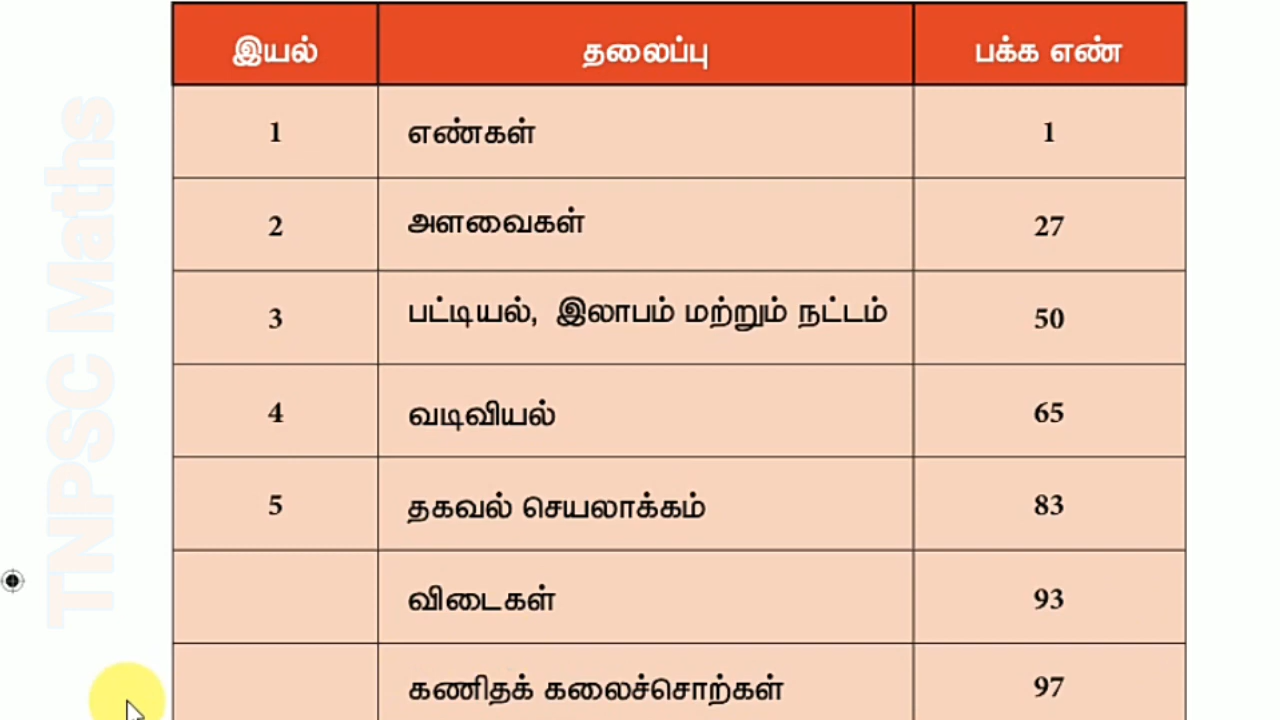 இயல் தலைப்பு பக்க எண்
1 எண்கள் 1
2 அளவைகள் 27
3 பட்டியல், இலாபம் மற்றும் நட்டம் 50
4 வடிவியல் 65
5 தகவல் செயலாக்கம் 83
விடைகள் 93
கணிதக் கலைச்சொற்கள் 97
TNPSC Maths